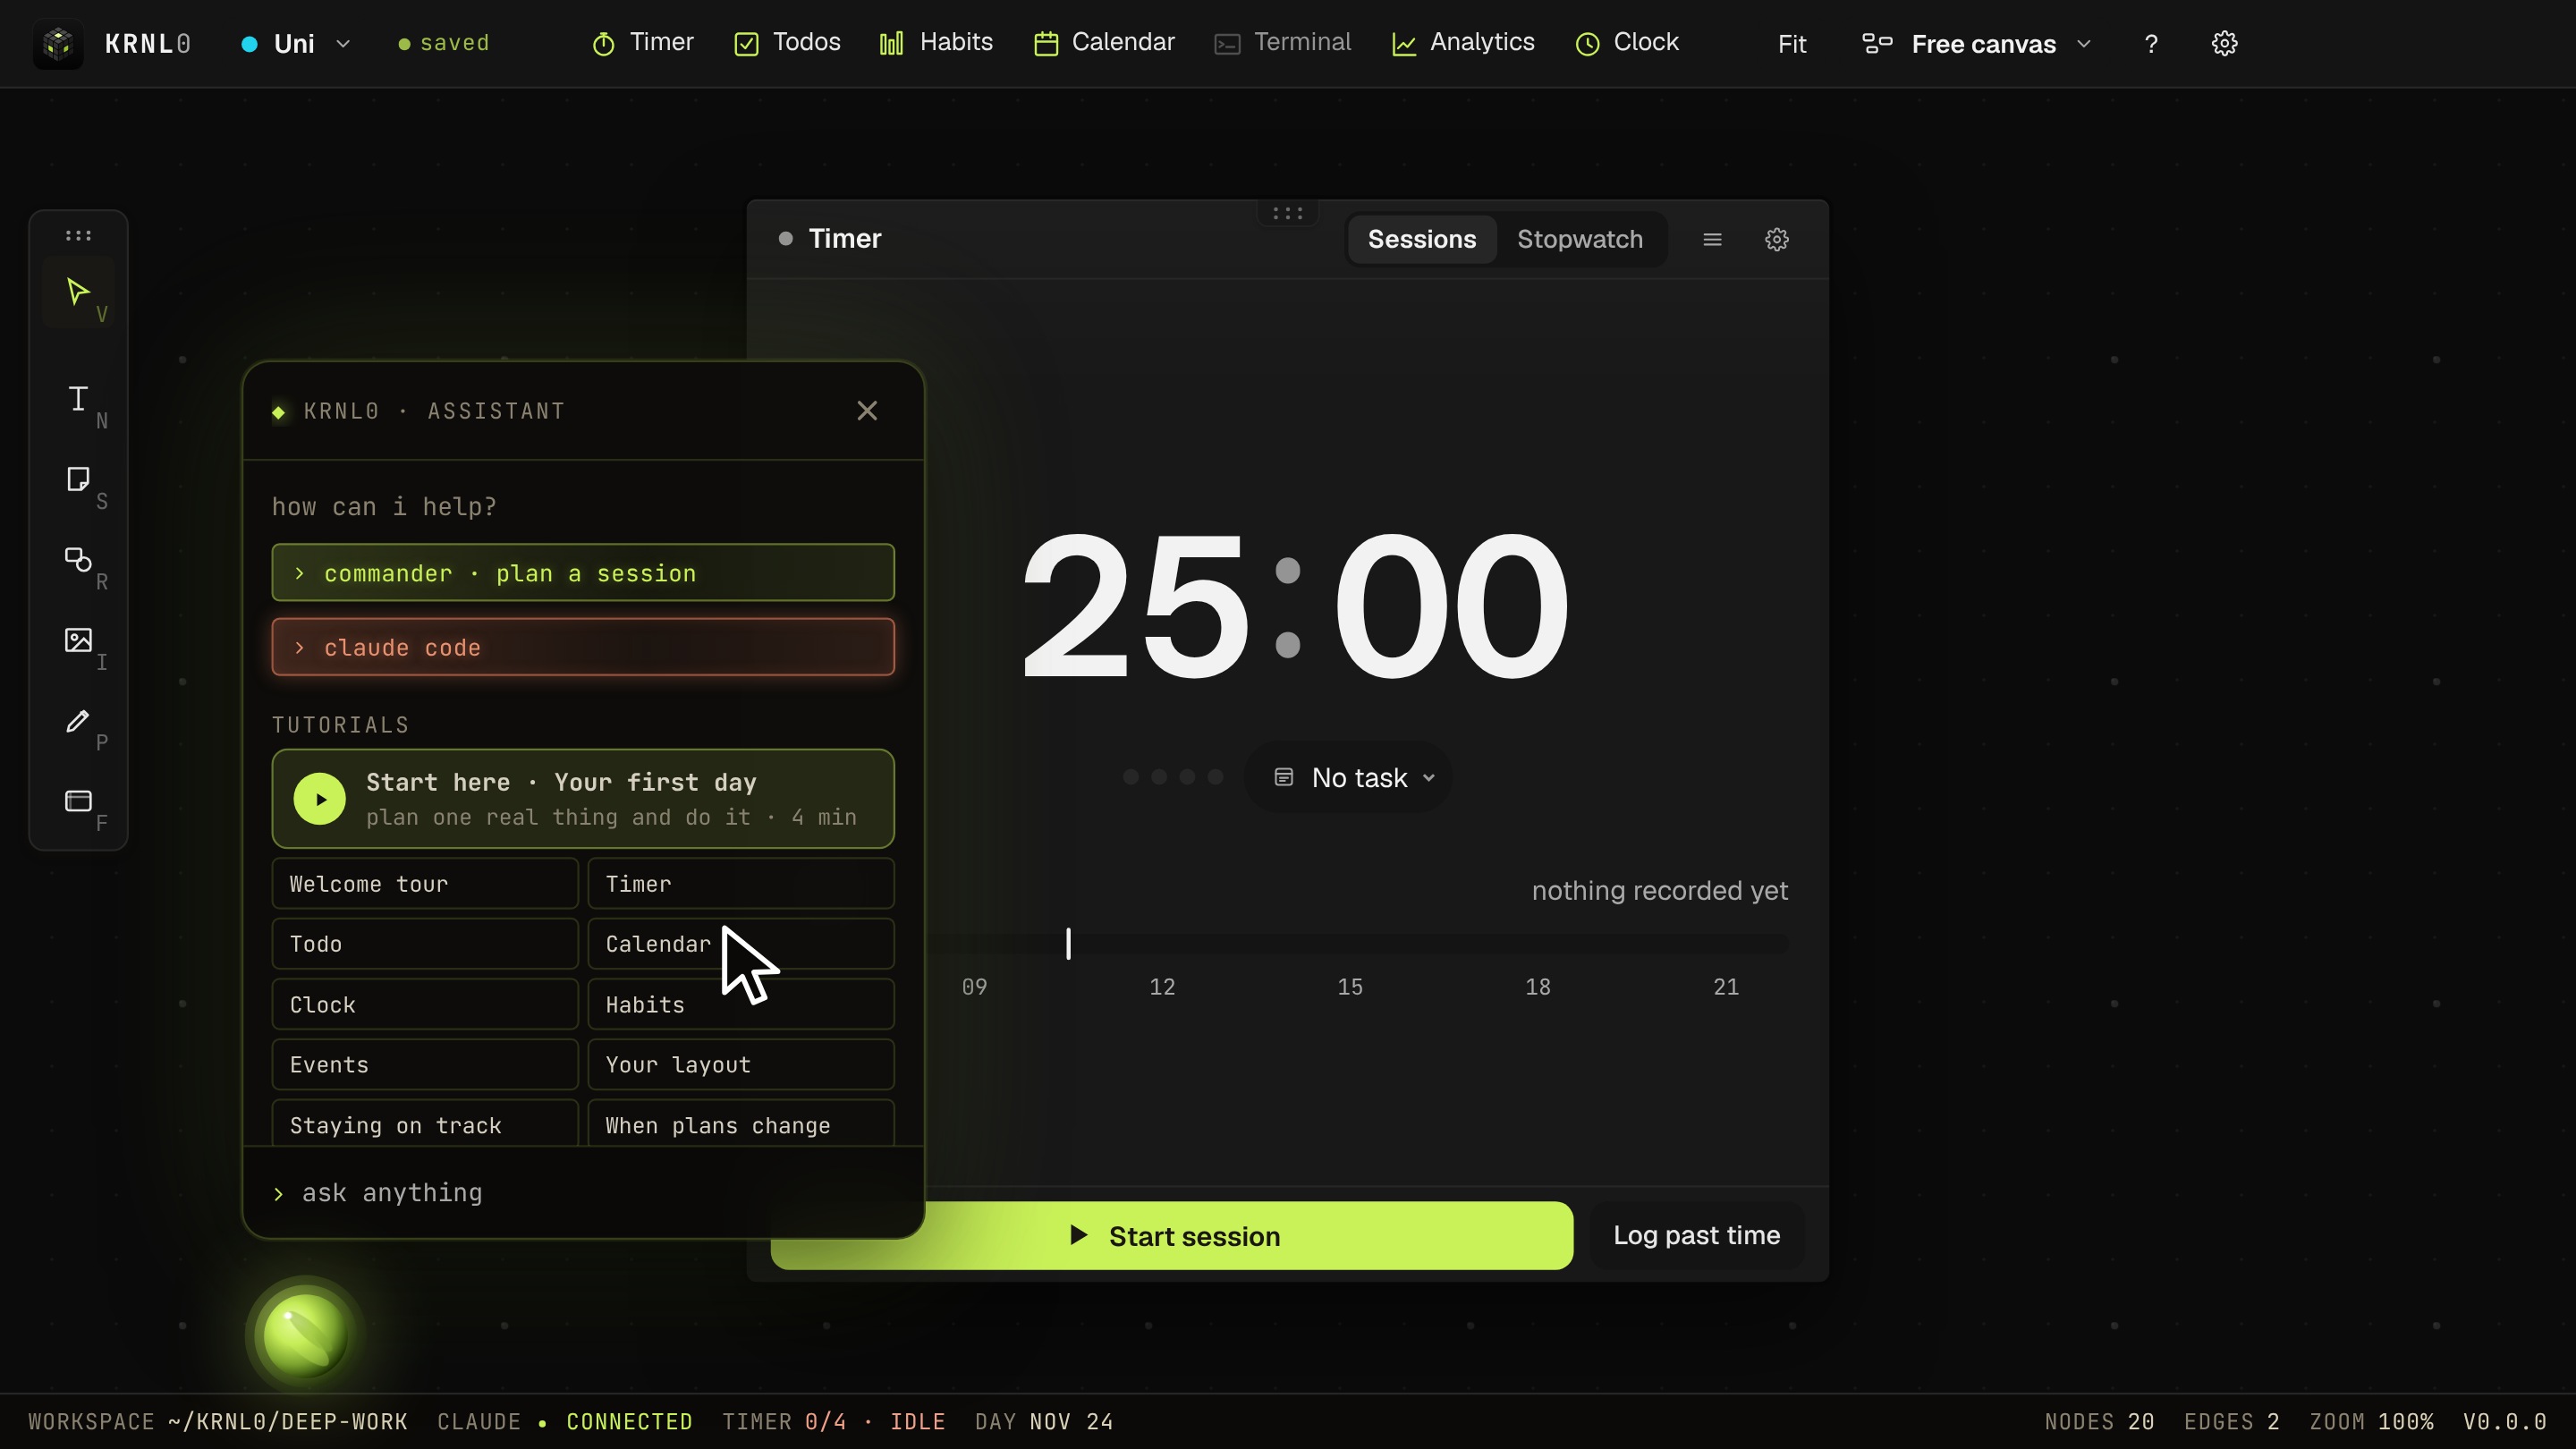 KRNL0 Uni saved Timer Todos Habits Calendar Terminal Analytics Clock Fit Free canvas ?
V
N
S
R
I
P
F
Timer Sessions Stopwatch
25:00
No task
nothing recorded yet
09 12 15 18 21
Start session Log past time
KRNL0 · ASSISTANT
how can i help?
commander · plan a session
claude code
TUTORIALS
Start here · Your first day
plan one real thing and do it · 4 min
Welcome tour Timer
Todo Calendar
Clock Habits
Events Your layout
Staying on track When plans change
ask anything
WORKSPACE ~/KRNL0/DEEP-WORK CLAUDE • CONNECTED TIMER 0/4 · IDLE DAY NOV 24 NODES 20 EDGES 2 ZOOM 100% V0.0.0